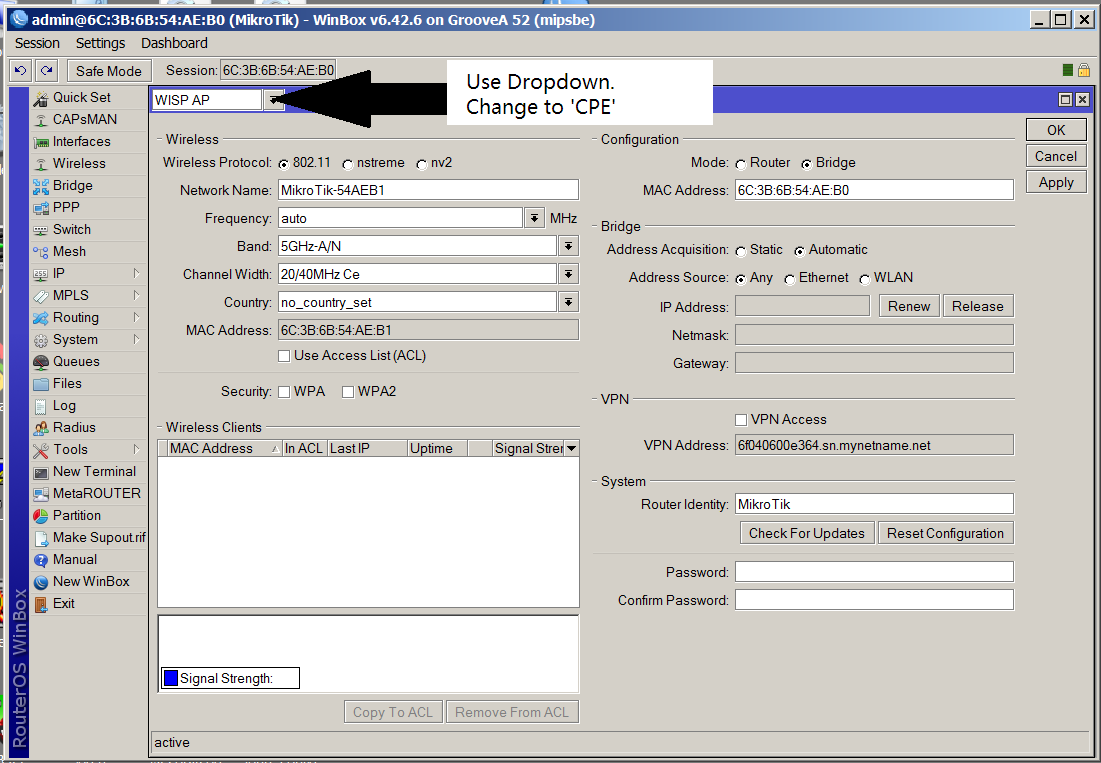 admin@6C:3B:6B:54:AE:B0 (MikroTik) - WinBox v6.42.6 on GrooveA 52 (mipsbe)
Session Settings Dashboard
Safe Mode Session: 6C:3B:6B:54:AE:B0
Use Dropdown.
Change to 'CPE'
Quick Set
CAPsMAN
Interfaces
Wireless
Bridge
PPP
Switch
Mesh
IP
MPLS
Routing
System
Queues
Files
Log
Radius
Tools
New Terminal
MetaROUTER
Partition
Make Supout.rif
Manual
New WinBox
Exit
RouterOS WinBox
WISP AP
Wireless
Wireless Protocol: 802.11 nstreme nv2
Network Name: MikroTik-54AEB1
Frequency: auto MHz
Band: 5GHz-A/N
Channel Width: 20/40MHz Ce
Country: no_country_set
MAC Address: 6C:3B:6B:54:AE:B1
Use Access List (ACL)
Security: WPA WPA2
Wireless Clients
MAC Address In ACL Last IP Uptime Signal Strer
Signal Strength:
Copy To ACL Remove From ACL
Configuration
Mode: Router Bridge
MAC Address: 6C:3B:6B:54:AE:B0
Bridge
Address Acquisition: Static Automatic
Address Source: Any Ethernet WLAN
IP Address: Renew Release
Netmask:
Gateway:
VPN
VPN Access
VPN Address: 6f040600e364.sn.mynetname.net
System
Router Identity: MikroTik
Check For Updates Reset Configuration
Password:
Confirm Password:
OK
Cancel
Apply
active